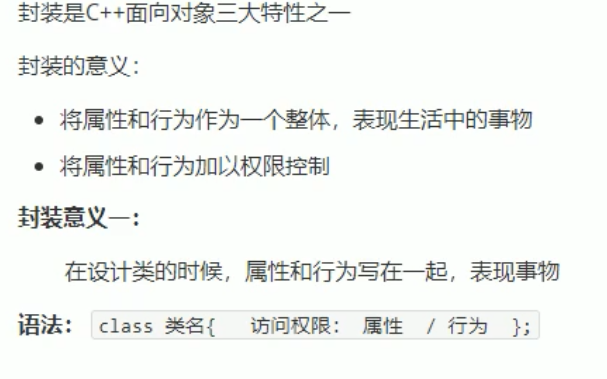 封装是C++面向对象三大特性之一
封装的意义：
将属性和行为作为一个整体，表现生活中的事物
将属性和行为加以权限控制
封装意义一：
在设计类的时候，属性和行为写在一起，表现事物
语法： class 类名{ 访问权限： 属性 / 行为 };